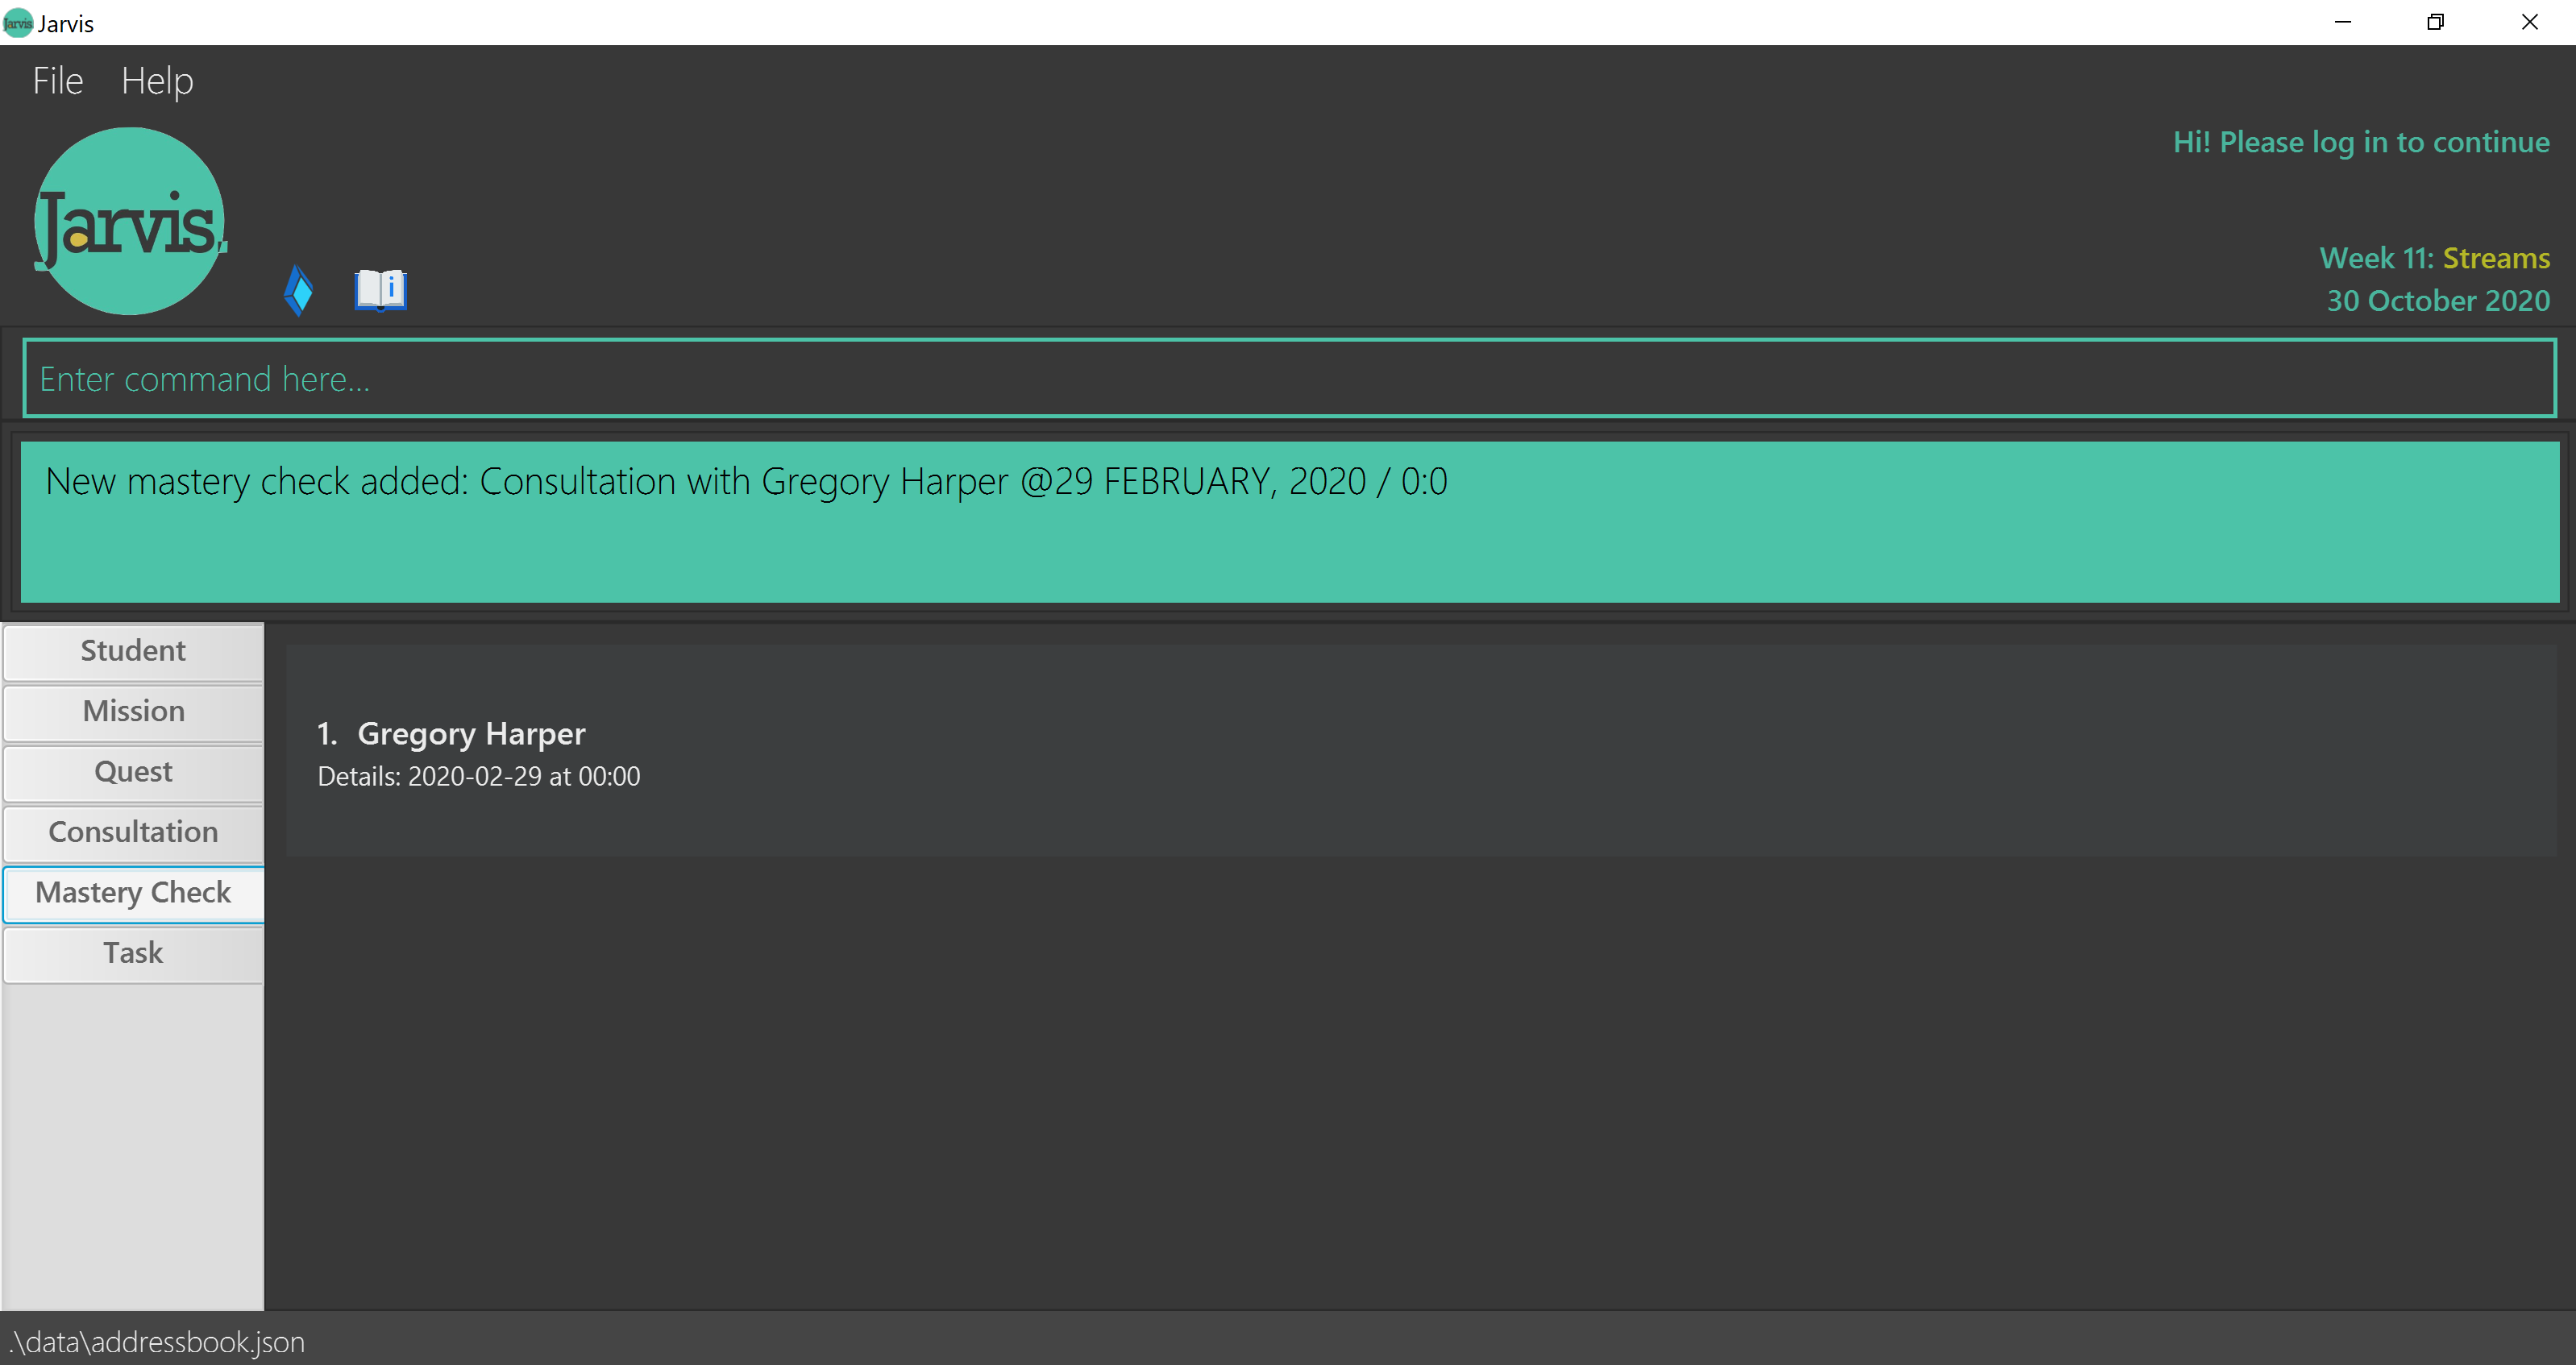 Jarvis
Jarvis
File Help
Jarvis,
Hi! Please log in to continue
Week 11: Streams
30 October 2020
Enter command here...
New mastery check added: Consultation with Gregory Harper @29 FEBRUARY, 2020 / 0:0
Student
Mission
Quest
Consultation
Mastery Check
Task
1. Gregory Harper
Details: 2020-02-29 at 00:00
.\data\addressbook.json